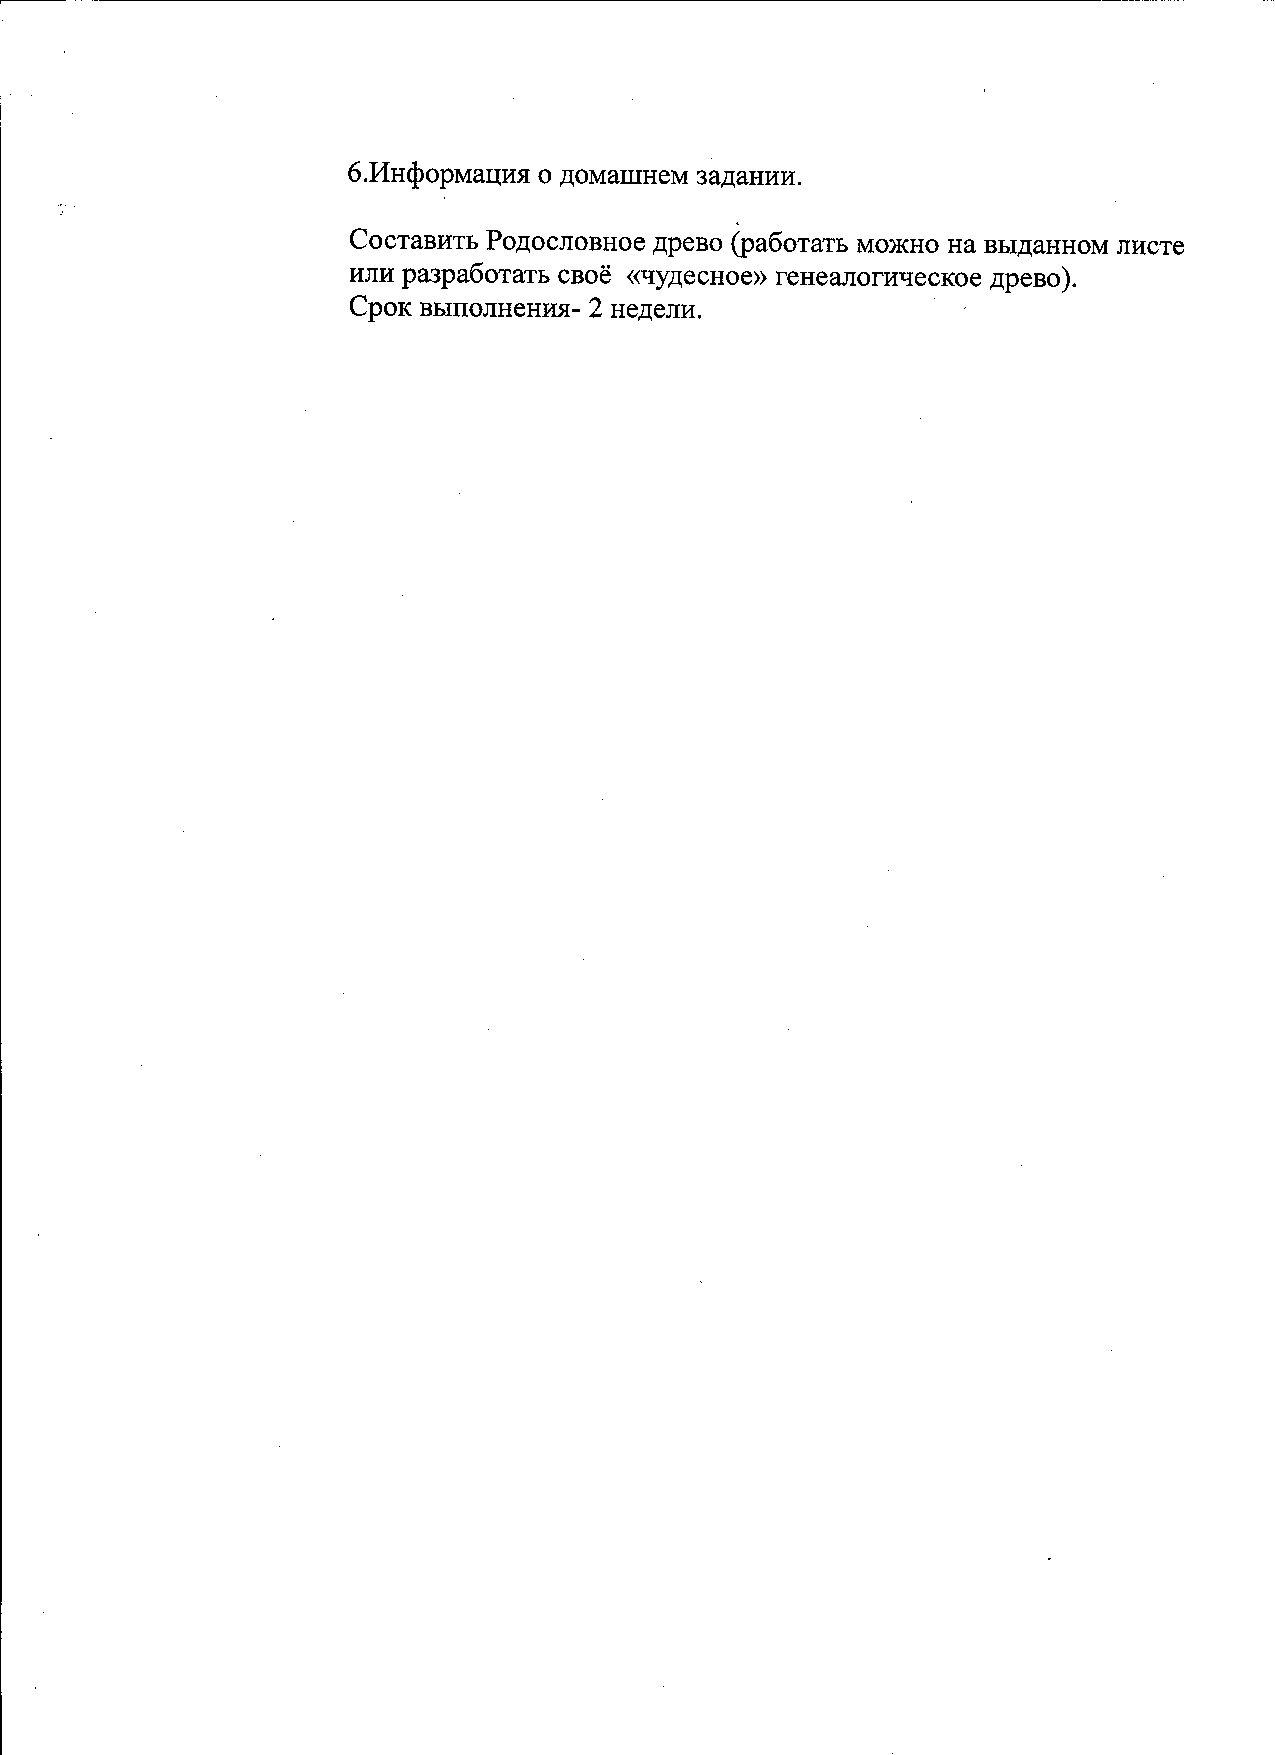 6.Информация о домашнем задании.
Составить Родословное древо (работать можно на выданном листе
или разработать своё «чудесное» генеалогическое древо).
Срок выполнения- 2 недели.